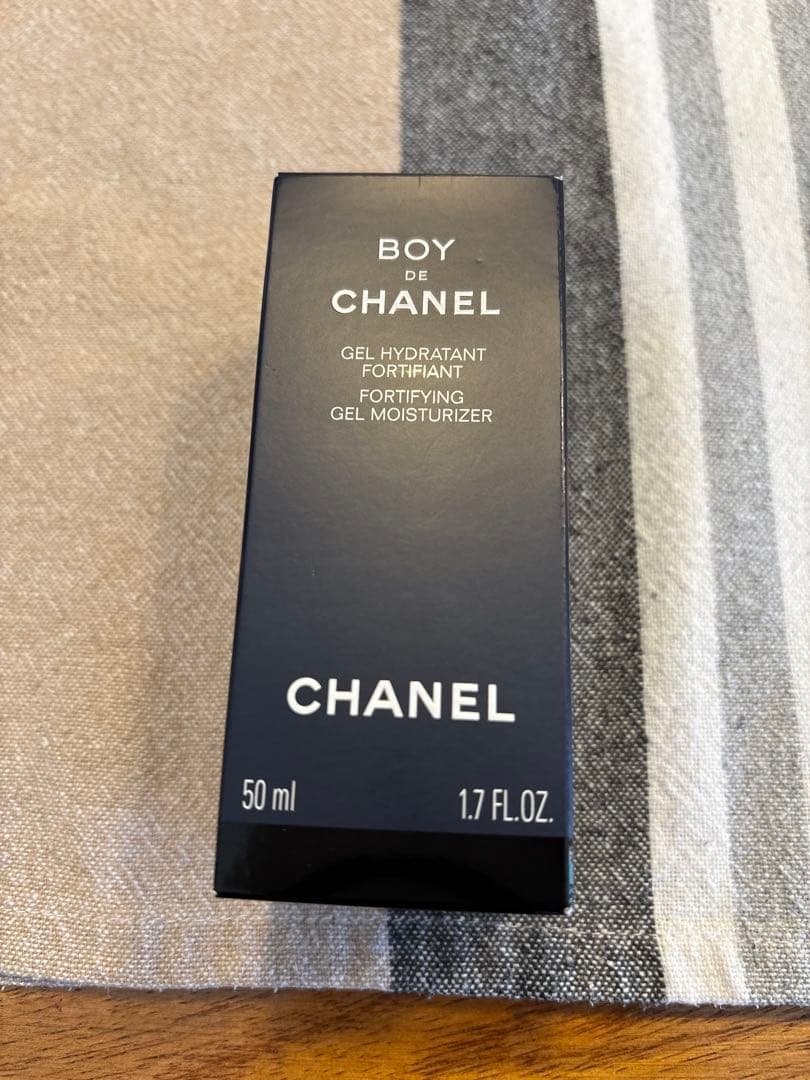 BOY
DE
CHANEL
GEL HYDRATANT
FORTIFIANT
FORTIFYING
GEL MOISTURIZER
CHANEL
50 ml 1.7 FL.OZ.